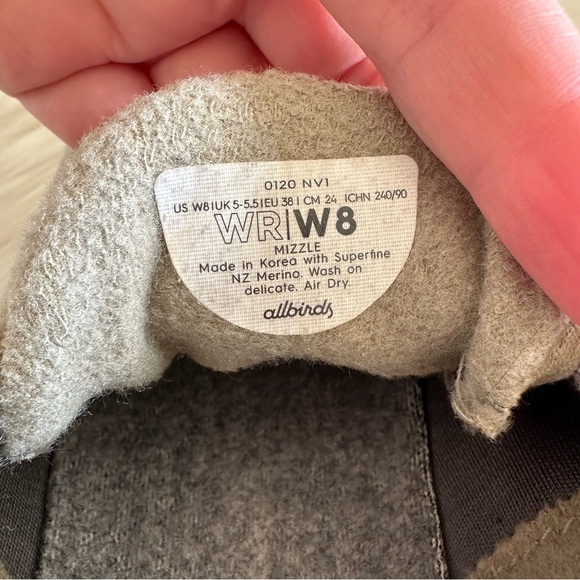 0120 NV1
US W8|UK 5-5.5|EU 38| CM 24 |CHN 240/90
WR|W8
MIZZLE
Made in Korea with Superfine
NZ Merino. Wash on
delicate. Air Dry.
allbirds